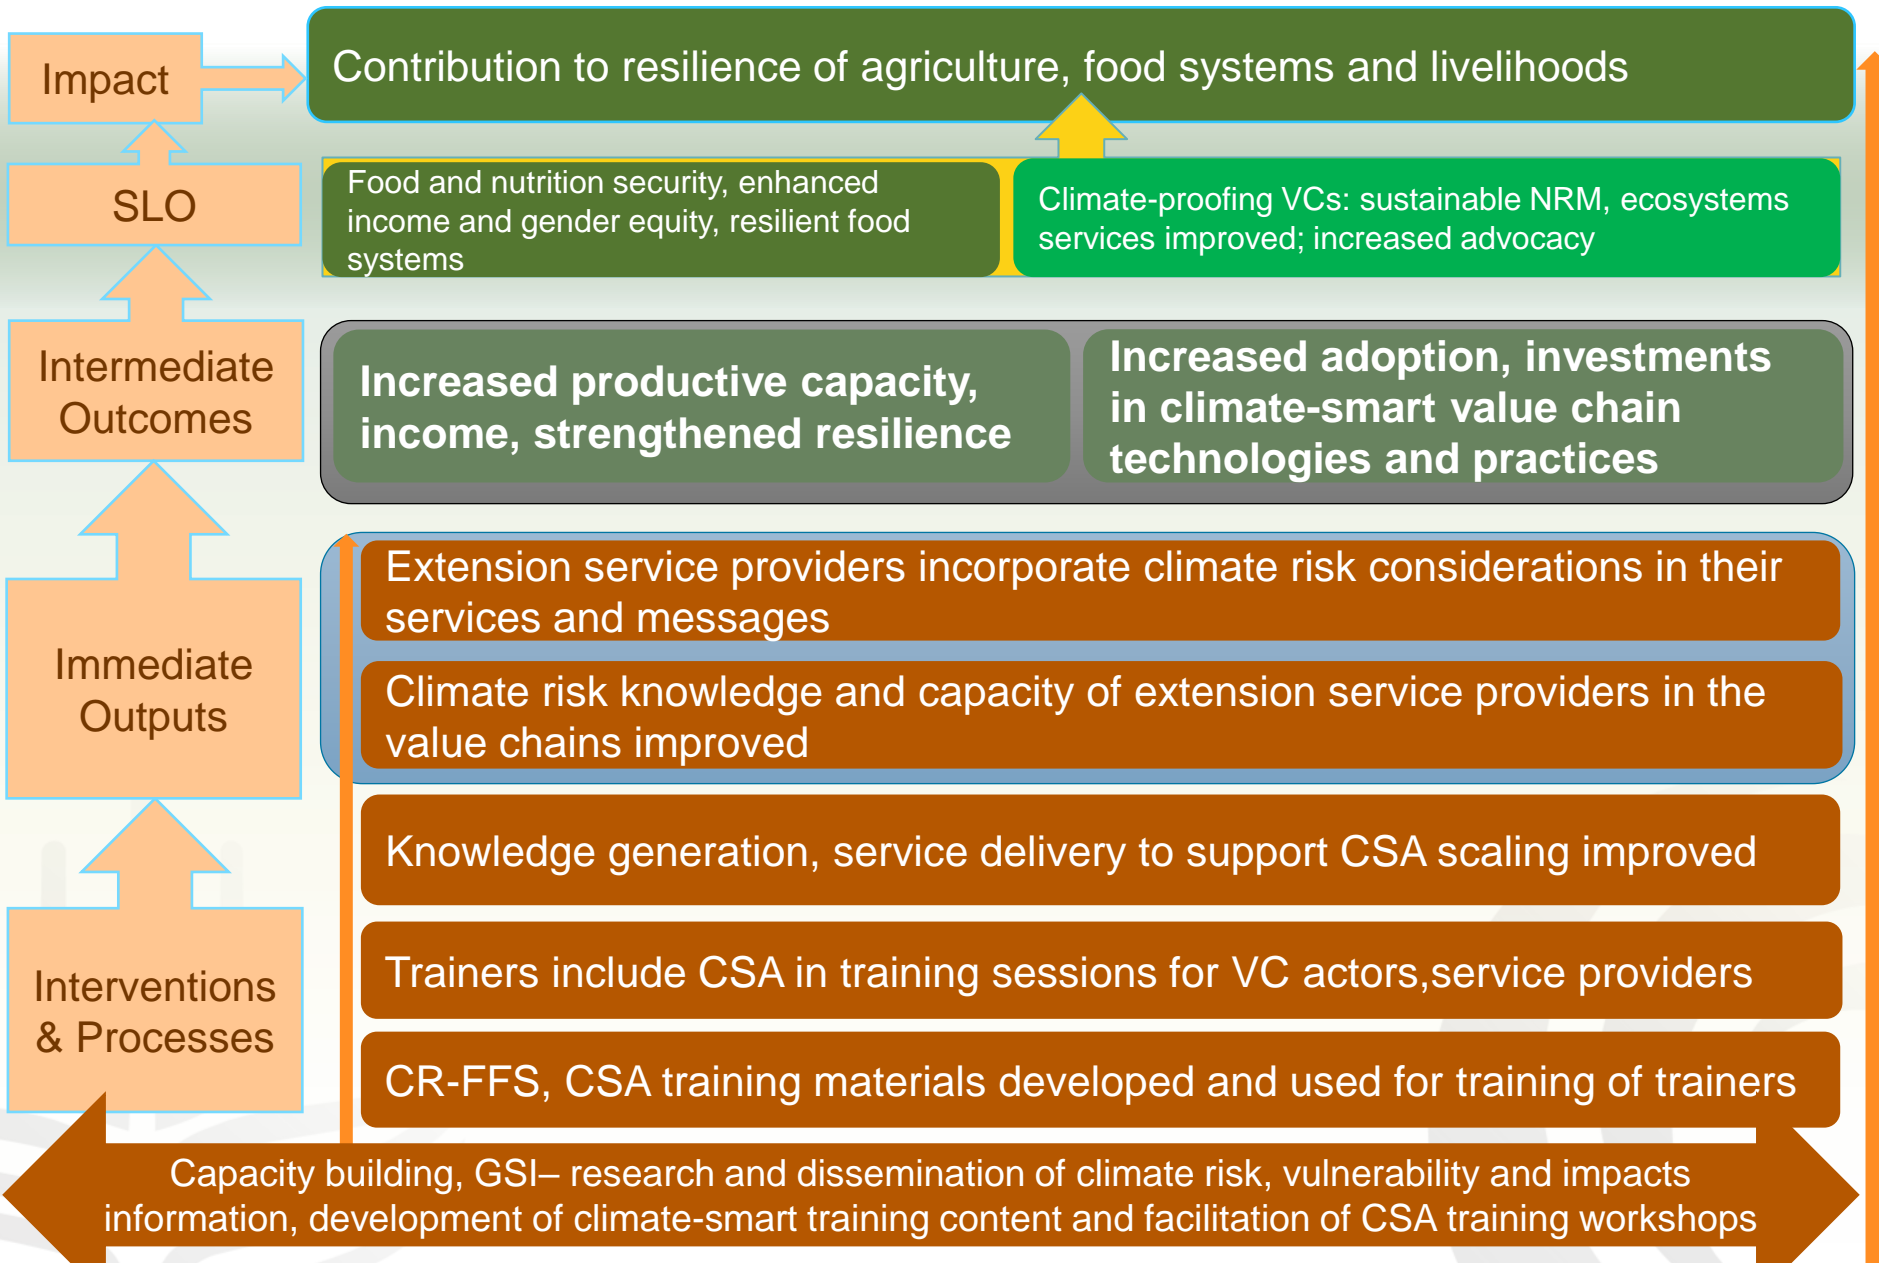 Impact
Contribution to resilience of agriculture, food systems and livelihoods
SLO
Food and nutrition security, enhanced
income and gender equity, resilient food
systems
Climate-proofing VCs: sustainable NRM, ecosystems
services improved; increased advocacy
Intermediate
Outcomes
Increased productive capacity,
income, strengthened resilience
Increased adoption, investments
in climate-smart value chain
technologies and practices
Immediate
Outputs
Extension service providers incorporate climate risk considerations in their
services and messages
Climate risk knowledge and capacity of extension service providers in the
value chains improved
Interventions
& Processes
Knowledge generation, service delivery to support CSA scaling improved
Trainers include CSA in training sessions for VC actors,service providers
CR-FFS, CSA training materials developed and used for training of trainers
Capacity building, GSI– research and dissemination of climate risk, vulnerability and impacts
information, development of climate-smart training content and facilitation of CSA training workshops